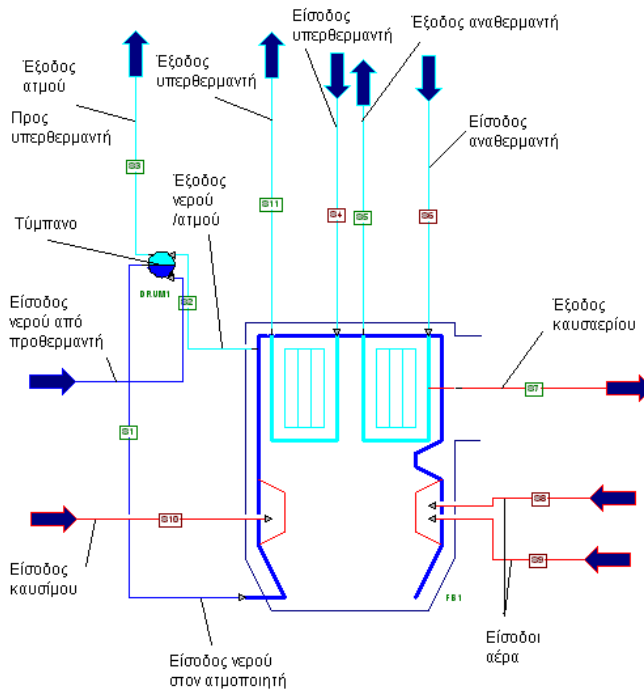 Είσοδος
υπερθερμαντή
Έξοδος αναθερμαντή
Έξοδος
ατμού
Έξοδος
υπερθερμαντή
Προς
υπερθερμαντή
Είσοδος
αναθερμαντή
S3
Έξοδος
νερού
/ατμού
S11
S4
S5
S6
Τύμπανο
DRUM1
S2
Είσοδος
νερού από
προθερμαντή
Έξοδος
καυσαερίου
S7
S1
S8
S10
S9
Είσοδος
καυσίμου
FB1
Είσοδος νερού
στον ατμοποιητή
Είσοδοι
αέρα